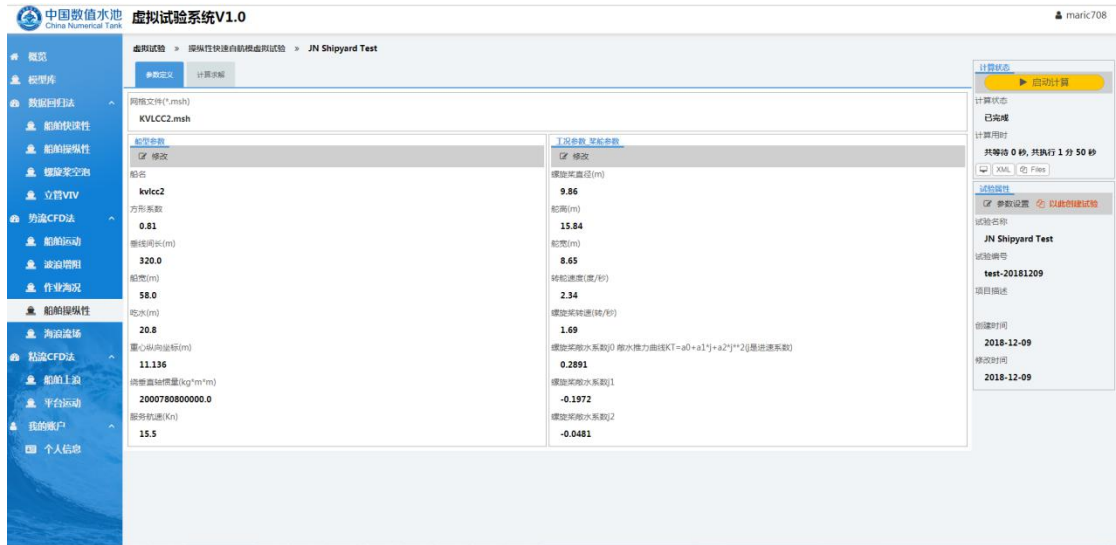 中国数值水池
China Numerical Tank
虚拟试验系统V1.0
maric708
概览
模型库
数据回归法
船舶快速性
船舶操纵性
螺旋桨空泡
立管VIV
势流CFD法
船舶运动
波浪增阻
作业海况
船舶操纵性
海浪流场
粘流CFD法
船舶上浪
平台运动
我的账户
个人信息
虚拟试验 » 操纵性快速自航模虚拟试验 » JN Shipyard Test
参数定义 计算求解
网格文件(*.msh)
KVLCC2.msh
船型参数
修改
船名
kvlcc2
方形系数
0.81
垂线间长(m)
320.0
船宽(m)
58.0
吃水(m)
20.8
重心纵向坐标(m)
11.136
绕垂直轴惯量(kg*m*m)
2000780800000.0
服务航速(Kn)
15.5
工况参数_桨舵参数
修改
螺旋桨直径(m)
9.86
舵高(m)
15.84
舵宽(m)
8.65
转舵速度(度/秒)
2.34
螺旋桨转速(转/秒)
1.69
螺旋桨敞水系数j0 敞水推力曲线KT=a0+a1*j+a2*j**2(j是进速系数)
0.2891
螺旋桨敞水系数j1
-0.1972
螺旋桨敞水系数j2
-0.0481
计算状态
启动计算
计算状态
已完成
计算用时
共等待 0 秒, 共执行 1 分 50 秒
XML Files
试验属性
参数设置 以此创建试验
试验名称
JN Shipyard Test
试验编号
test-20181209
项目描述
创建时间
2018-12-09
修改时间
2018-12-09